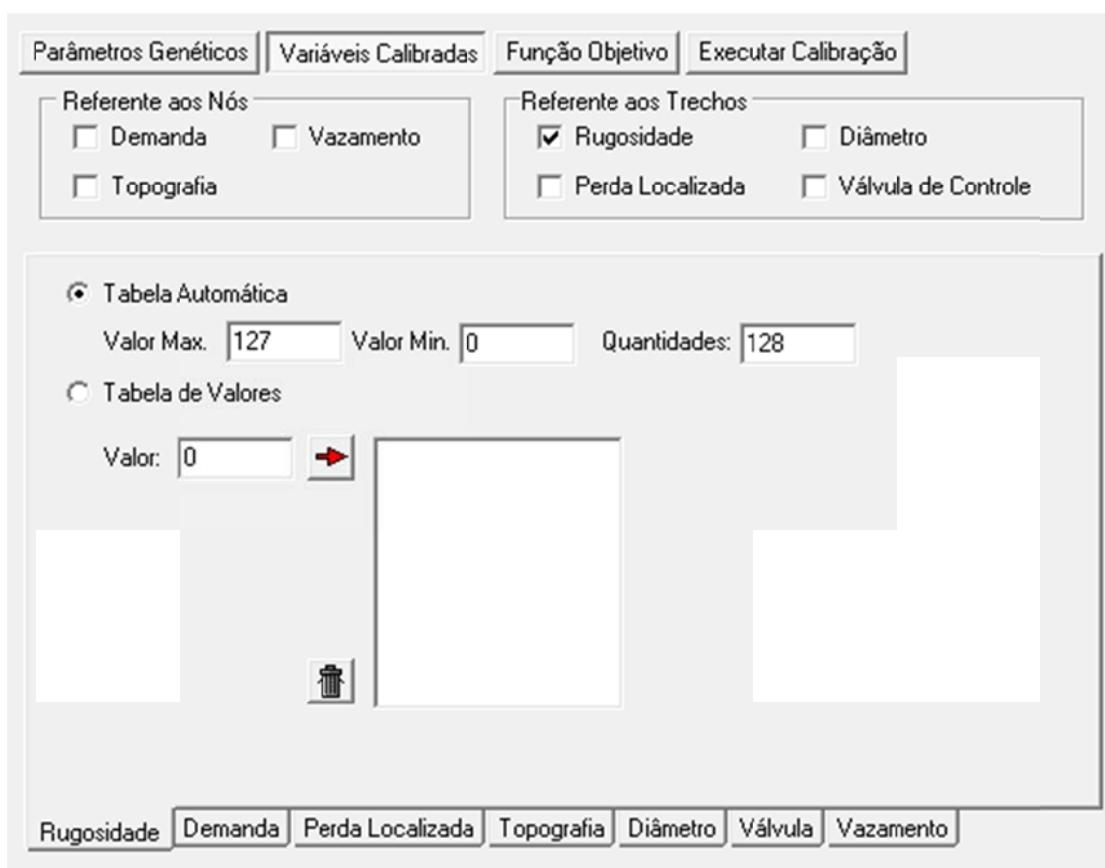 Parâmetros Genéticos Variáveis Calibradas Função Objetivo Executar Calibração
Referente aos Nós Referente aos Trechos
Demanda Vazamento Rugosidade Diâmetro
Topografia Perda Localizada Válvula de Controle
Tabela Automática
Valor Max. 127 Valor Min. 0 Quantidades: 128
Tabela de Valores
Valor: 0
Rugosidade Demanda Perda Localizada Topografia Diâmetro Válvula Vazamento